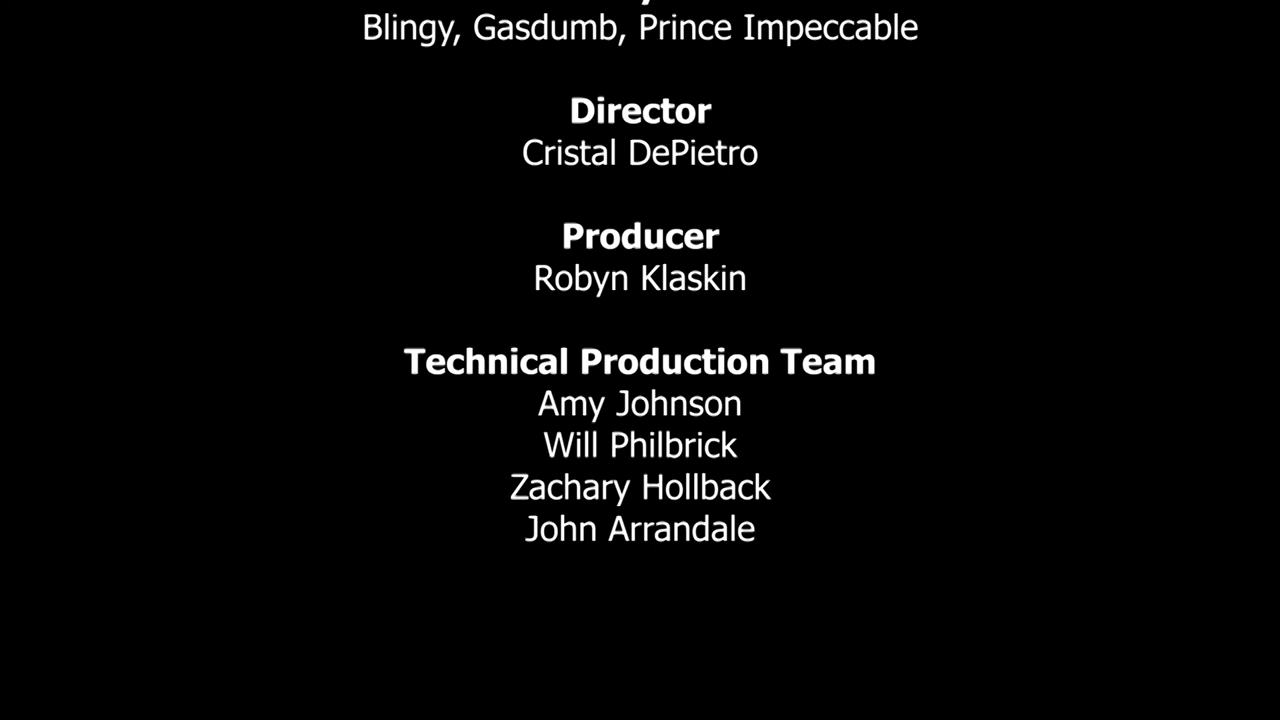 Blingy, Gasdumb, Prince Impeccable
Director
Cristal DePietro
Producer
Robyn Klaskin
Technical Production Team
Amy Johnson
Will Philbrick
Zachary Hollback
John Arrandale